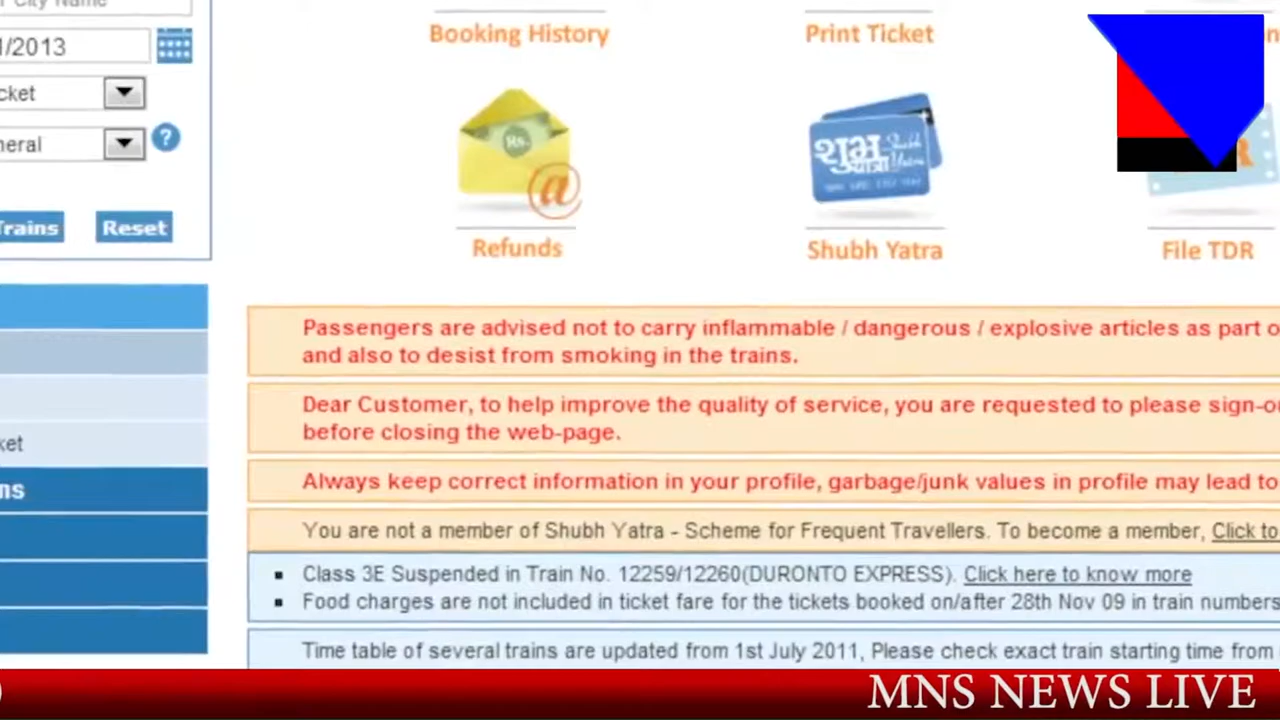 City Name
1/2013
cket
neral
Trains
Reset
ket
ns
Booking History
Print Ticket
Rs.
@
Refunds
शुभ यात्रा
Shubh Yatra
Shubh Yatra
File TDR
Passengers are advised not to carry inflammable / dangerous / explosive articles as part o
and also to desist from smoking in the trains.
Dear Customer, to help improve the quality of service, you are requested to please sign-o
before closing the web-page.
Always keep correct information in your profile, garbage/junk values in profile may lead to
You are not a member of Shubh Yatra - Scheme for Frequent Travellers. To become a member, Click to
▪ Class 3E Suspended in Train No. 12259/12260(DURONTO EXPRESS). Click here to know more
▪ Food charges are not included in ticket fare for the tickets booked on/after 28th Nov 09 in train numbers
Time table of several trains are updated from 1st July 2011, Please check exact train starting time from
MNS NEWS LIVE